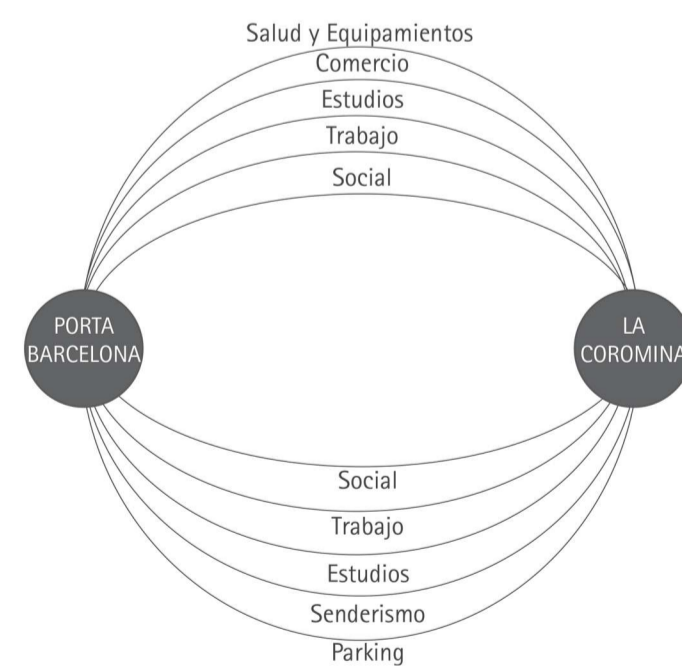 Salud y Equipamientos
Comercio
Estudios
Trabajo
Social
PORTA
BARCELONA
LA
COROMINA
Social
Trabajo
Estudios
Senderismo
Parking